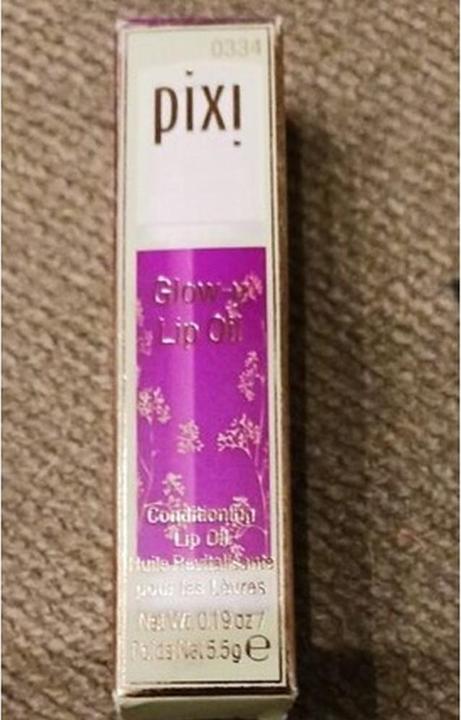 0334
pixi
Glow-y
Lip Oil
Conditioning
Lip Oil
Huile Revitalisante
pour les Lèvres
Net Wt. 0.19 oz /
Poids Net 5.5g e